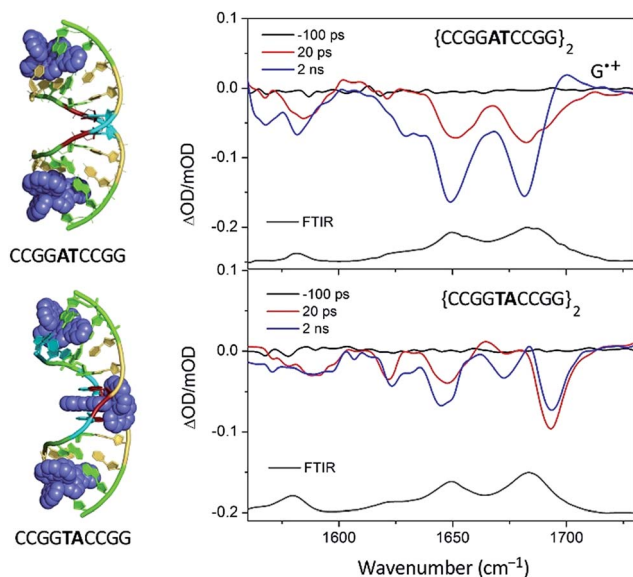 CCGGATCCGG
CCGGTACCGG
0.1
0.0
-0.1
-0.2
ΔOD/mOD
-100 ps
20 ps
2 ns
{CCGGATCCGG}₂
G•+
FTIR
0.1
0.0
-0.1
-0.2
ΔOD/mOD
-100 ps
20 ps
2 ns
{CCGGTACCGG}₂
FTIR
1600 1650 1700
Wavenumber (cm⁻¹)